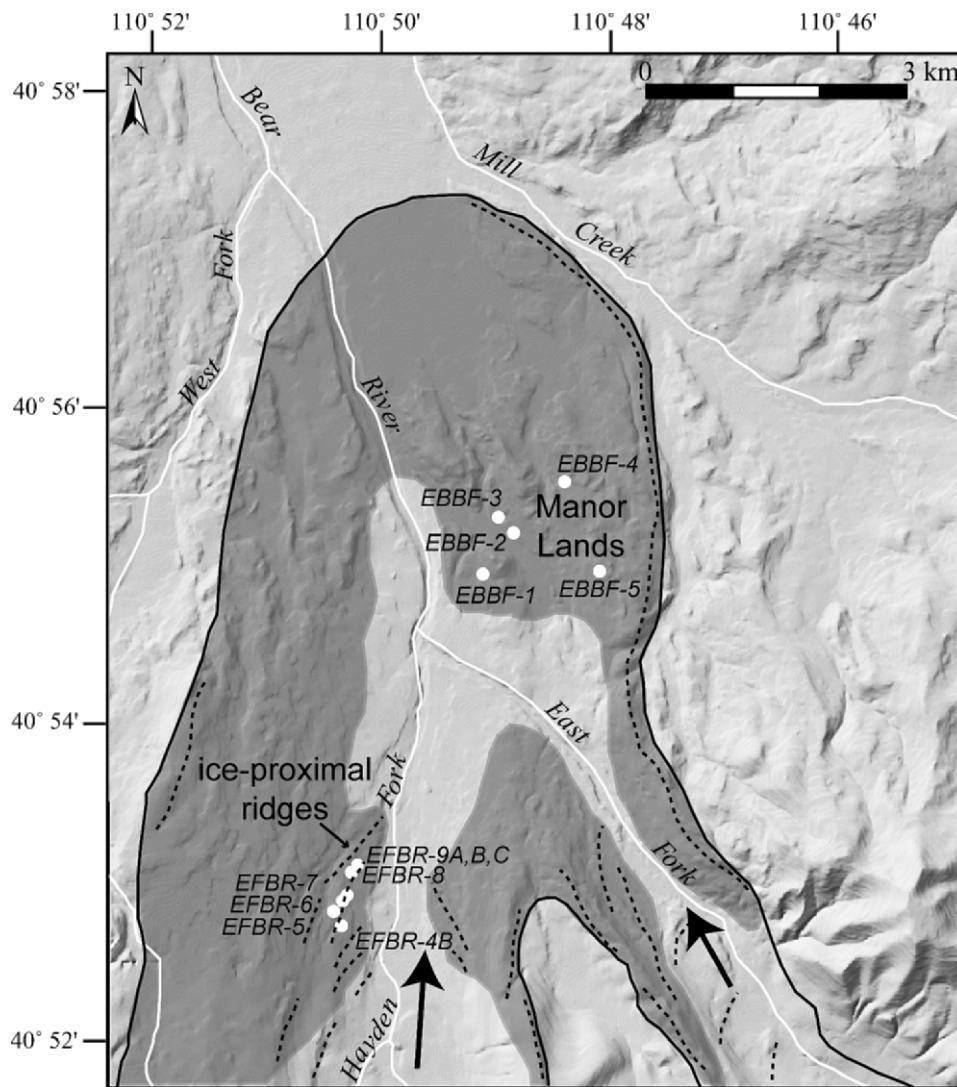 110° 52'
110° 50'
110° 48'
110° 46'
N
0
3 km
40° 58'
Bear
Mill
Creek
Fork
West
River
40° 56'
EBBF-4
EBBF-3
Manor
EBBF-2
Lands
EBBF-1
EBBF-5
40° 54'
East
ice-proximal
ridges
Fork
EFBR-9A,B,C
EFBR-8
EFBR-7
EFBR-6
EFBR-5
Fork
EFBR-4B
40° 52'
Hayden